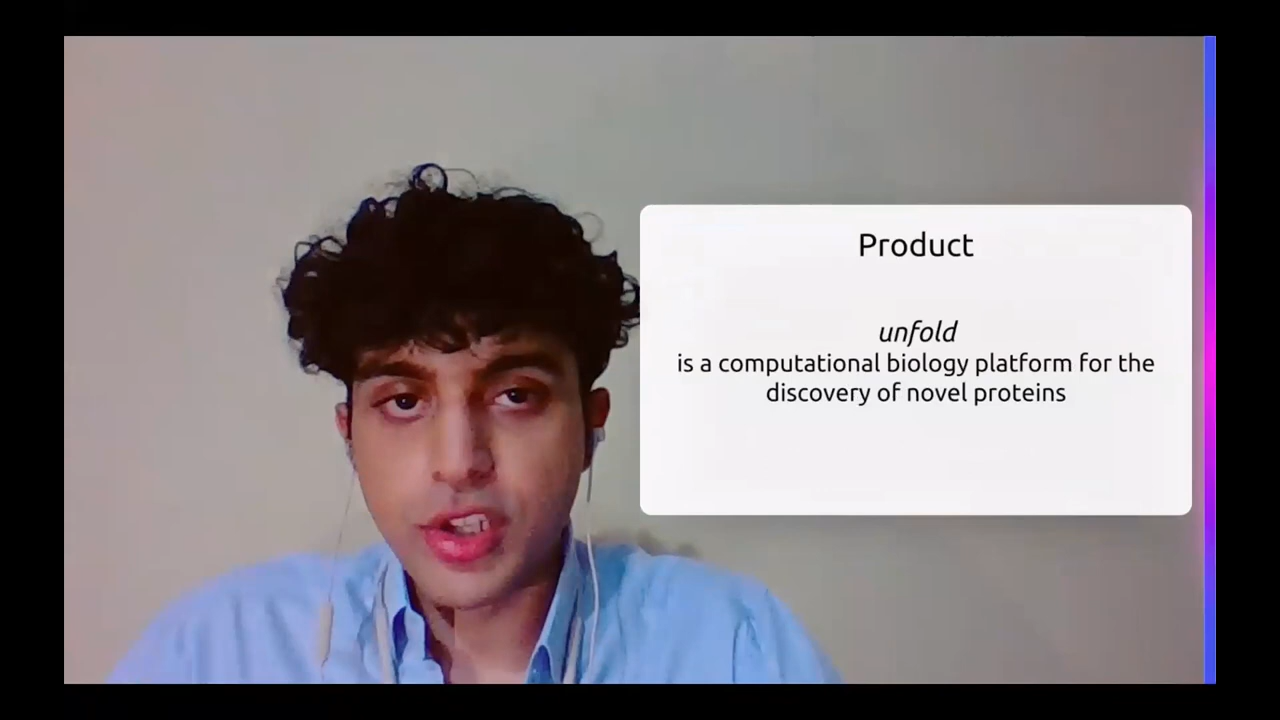 Product
unfold
is a computational biology platform for the
discovery of novel proteins